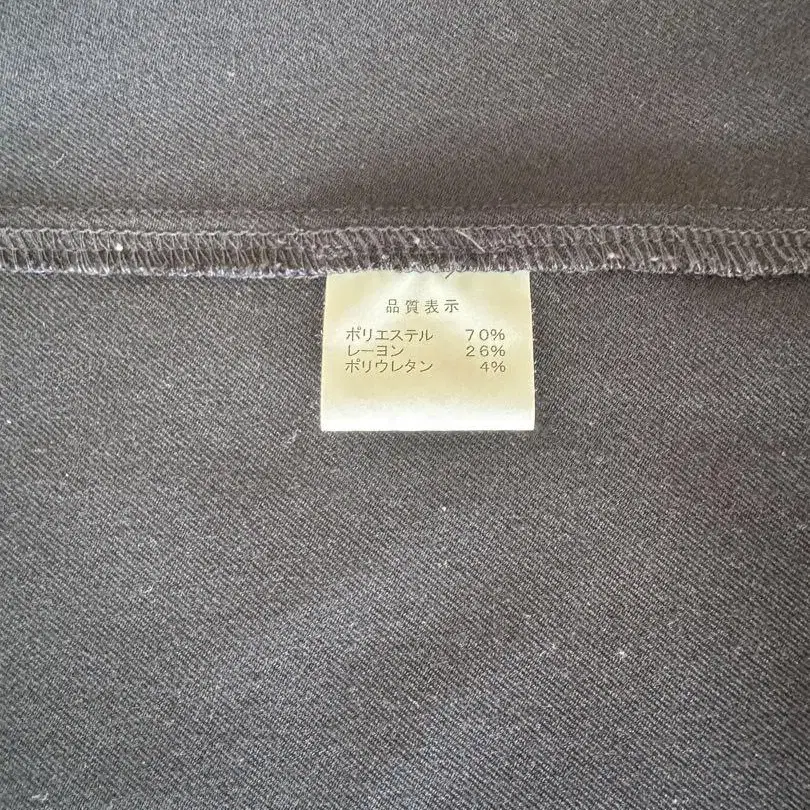 品質表示
ポリエステル 70%
レーヨン 26%
ポリウレタン 4%